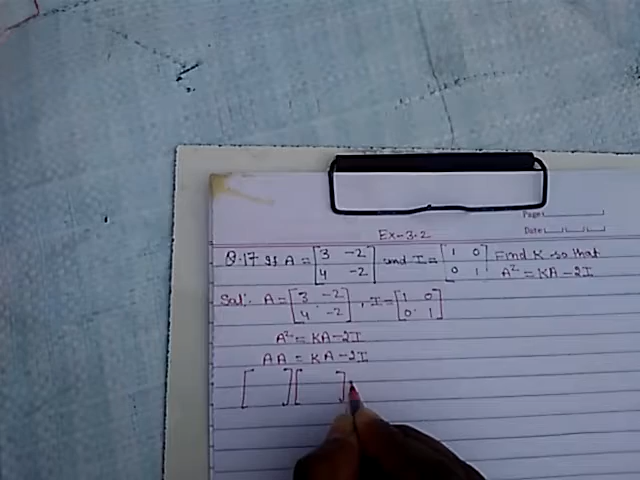 Page:
Date:
Ex-3.2
Q.17 If A = [3 -2 4 -2] and I = [1 0 0 1] Find K so that
A² = KA - 2I
Sol: A = [3 -2 4 -2], I = [1 0 0 1]
A² = KA - 2I
AA = KA - 2I
[ ] [ ]